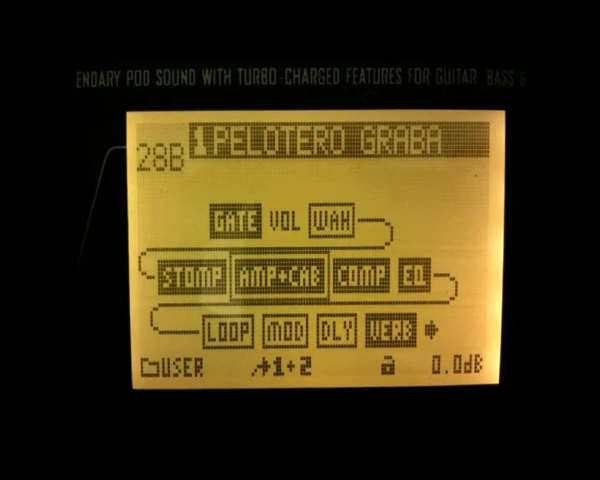 ENDARY POD SOUND WITH TURBO-CHARGED FEATURES FOR GUITAR BASS &
28B 1 PELOTERO GRABA
GATE VOL WAH
STOMP AMP+CAB COMP EQ
LOOP MOD DLY VERB
USER 1+2 0.0dB